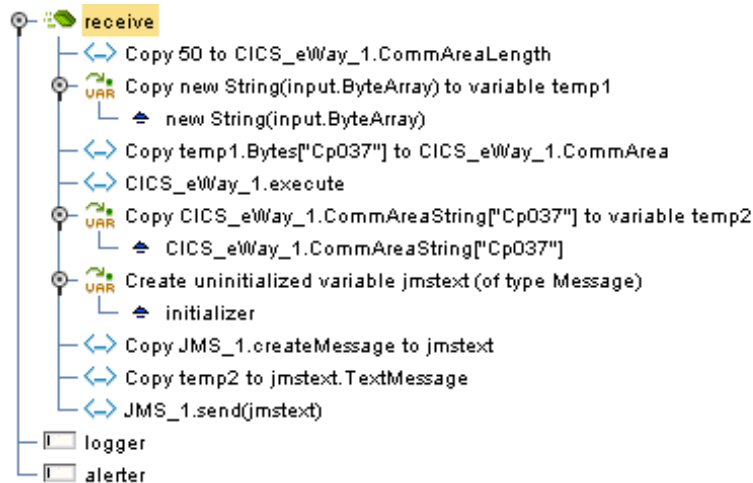 receive
Copy 50 to CICS_eWay_1.CommAreaLength
VAR Copy new String(input.ByteArray) to variable temp1
new String(input.ByteArray)
Copy temp1.Bytes["Cp037"] to CICS_eWay_1.CommArea
CICS_eWay_1.execute
VAR Copy CICS_eWay_1.CommAreaString["Cp037"] to variable temp2
CICS_eWay_1.CommAreaString["Cp037"]
VAR Create uninitialized variable jmstext (of type Message)
initializer
Copy JMS_1.createMessage to jmstext
Copy temp2 to jmstext.TextMessage
JMS_1.send(jmstext)
logger
alerter